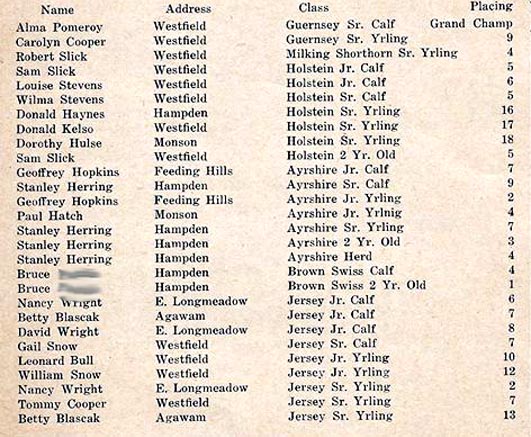 Name Address Class Placing
Alma Pomeroy Westfield Guernsey Sr. Calf Grand Champ
Carolyn Cooper Westfield Guernsey Sr. Yrling 9
Robert Slick Westfield Milking Shorthorn Sr. Yrling 4
Sam Slick Westfield Holstein Jr. Calf 5
Louise Stevens Westfield Holstein Jr. Calf 6
Wilma Stevens Westfield Holstein Sr. Calf 5
Donald Haynes Hampden Holstein Sr. Yrling 16
Donald Kelso Westfield Holstein Sr. Yrling 17
Dorothy Hulse Monson Holstein Sr. Yrling 18
Sam Slick Westfield Holstein 2 Yr. Old 5
Geoffrey Hopkins Feeding Hills Ayrshire Jr. Calf 7
Stanley Herring Hampden Ayrshire Sr. Calf 9
Geoffrey Hopkins Feeding Hills Ayrshire Jr. Yrling 2
Paul Hatch Monson Ayrshire Jr. Yrlnig 4
Stanley Herring Hampden Ayrshire Sr. Yrling 7
Stanley Herring Hampden Ayrshire 2 Yr. Old 3
Stanley Herring Hampden Ayrshire Herd 4
Bruce Hampden Brown Swiss Calf 4
Bruce Hampden Brown Swiss 2 Yr. Old 1
Nancy Wright E. Longmeadow Jersey Jr. Calf 6
Betty Blascak Agawam Jersey Jr. Calf 7
David Wright E. Longmeadow Jersey Jr. Calf 8
Gail Snow Westfield Jersey Sr. Calf 7
Leonard Bull Westfield Jersey Jr. Yrling 10
William Snow Westfield Jersey Jr. Yrling 12
Nancy Wright E. Longmeadow Jersey Sr. Yrling 2
Tommy Cooper Westfield Jersey Sr. Yrling 7
Betty Blascak Agawam Jersey Sr. Yrling 13